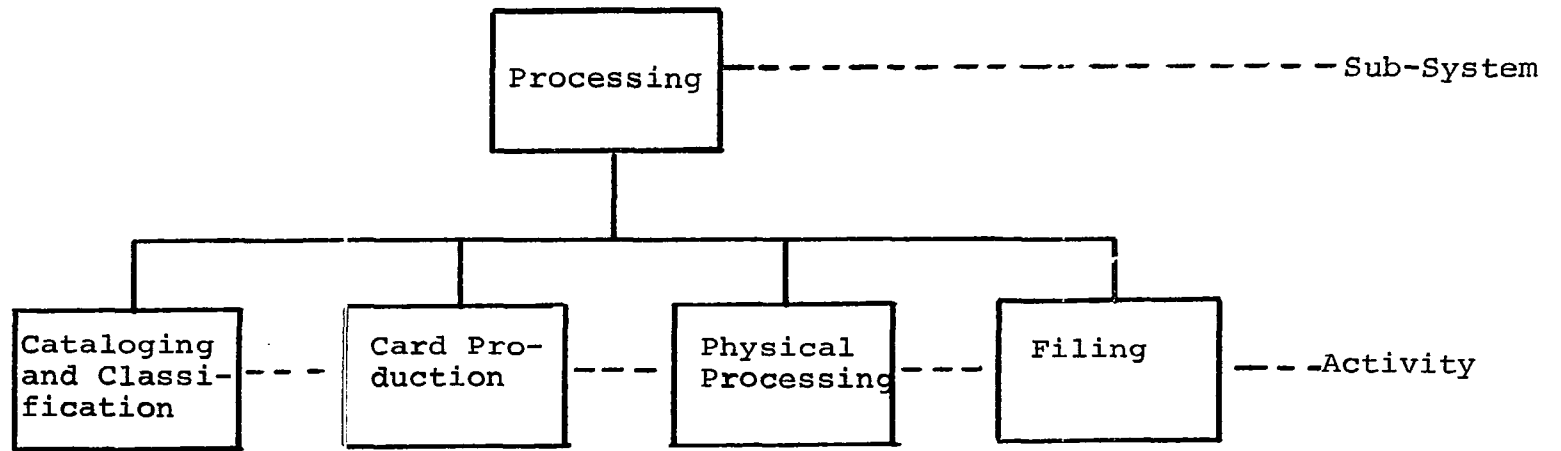 Processing
Sub-System
Cataloging
and Classi-
fication
Card Pro-
duction
Physical
Processing
Filing
Activity